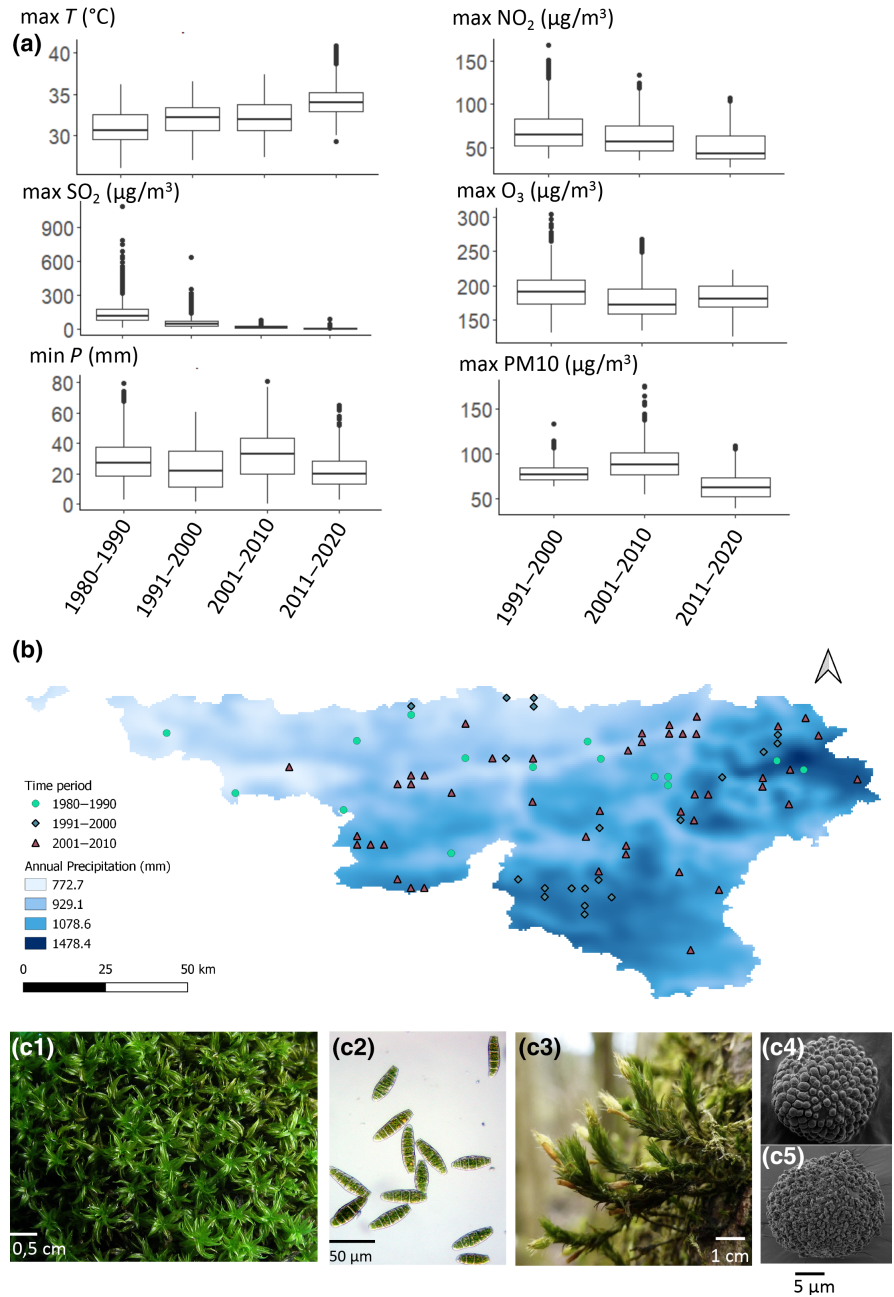 max T (°C)
(a)
40
35
30
max SO₂ (µg/m³)
900
600
300
0
min P (mm)
80
60
40
20
0
1980–1990
1991–2000
2001–2010
2011–2020
max NO₂ (µg/m³)
150
100
50
max O₃ (µg/m³)
300
250
200
150
max PM10 (µg/m³)
150
100
50
1991–2000
2001–2010
2011–2020
(b)
Time period
1980–1990
1991–2000
2001–2010
Annual Precipitation (mm)
772.7
929.1
1078.6
1478.4
0 25 50 km
(c1)
0,5 cm
(c2)
50 µm
(c3)
1 cm
(c4)
(c5)
5 µm